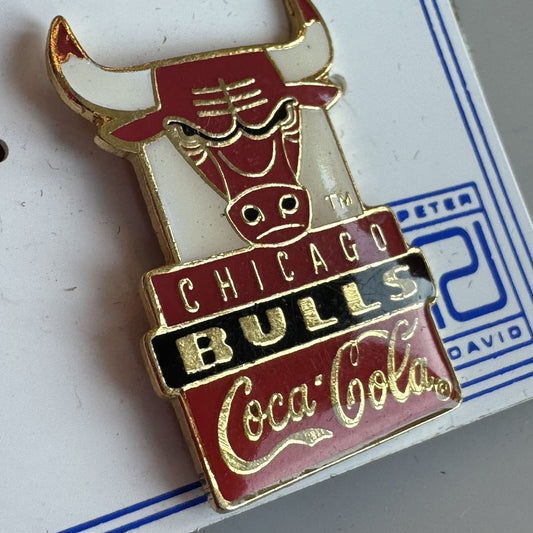 TM
CHICAGO
BULLS
Coca-Cola ®
PETER
DAVID